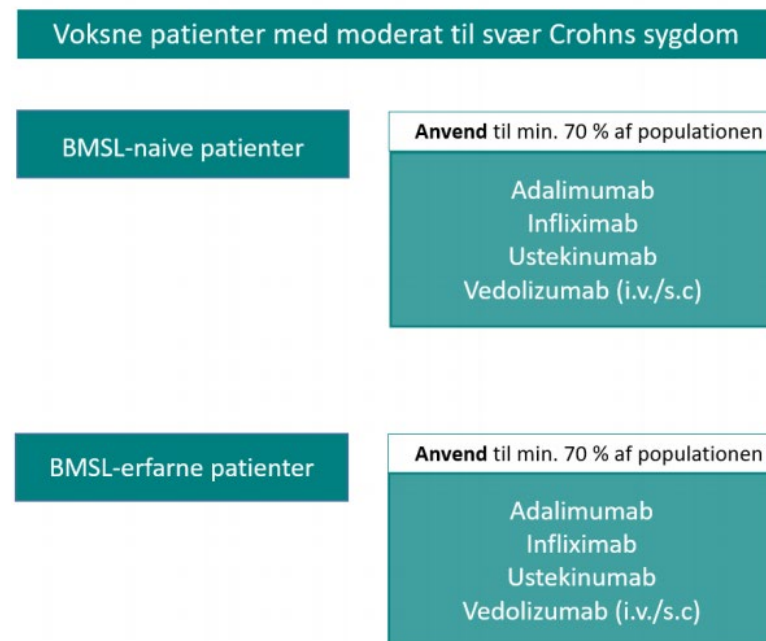 Voksne patienter med moderat til svær Crohns sygdom
BMSL-naive patienter
Anvend til min. 70 % af populationen
Adalimumab
Infliximab
Ustekinumab
Vedolizumab (i.v./s.c)
BMSL-erfarne patienter
Anvend til min. 70 % af populationen
Adalimumab
Infliximab
Ustekinumab
Vedolizumab (i.v./s.c)